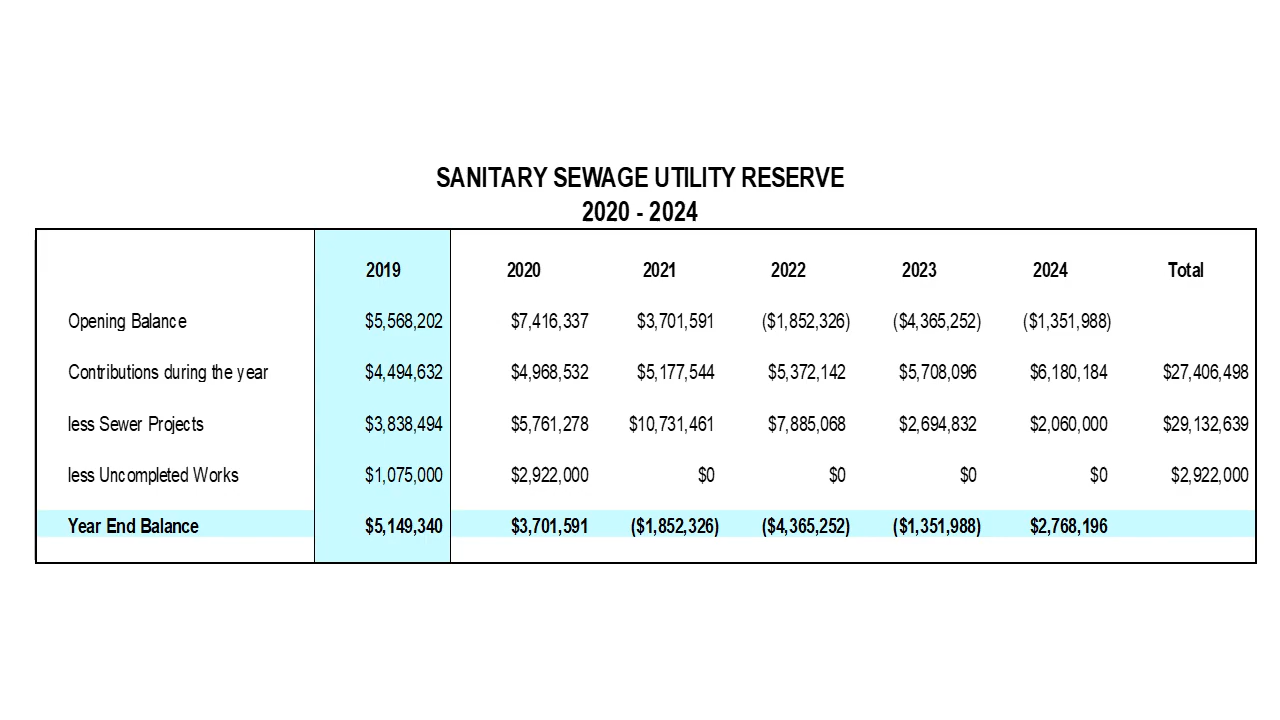 SANITARY SEWAGE UTILITY RESERVE
2020 - 2024
2019 2020 2021 2022 2023 2024 Total
Opening Balance $5,568,202 $7,416,337 $3,701,591 ($1,852,326) ($4,365,252) ($1,351,988)
Contributions during the year $4,494,632 $4,968,532 $5,177,544 $5,372,142 $5,708,096 $6,180,184 $27,406,498
less Sewer Projects $3,838,494 $5,761,278 $10,731,461 $7,885,068 $2,694,832 $2,060,000 $29,132,639
less Uncompleted Works $1,075,000 $2,922,000 $0 $0 $0 $0 $2,922,000
Year End Balance $5,149,340 $3,701,591 ($1,852,326) ($4,365,252) ($1,351,988) $2,768,196